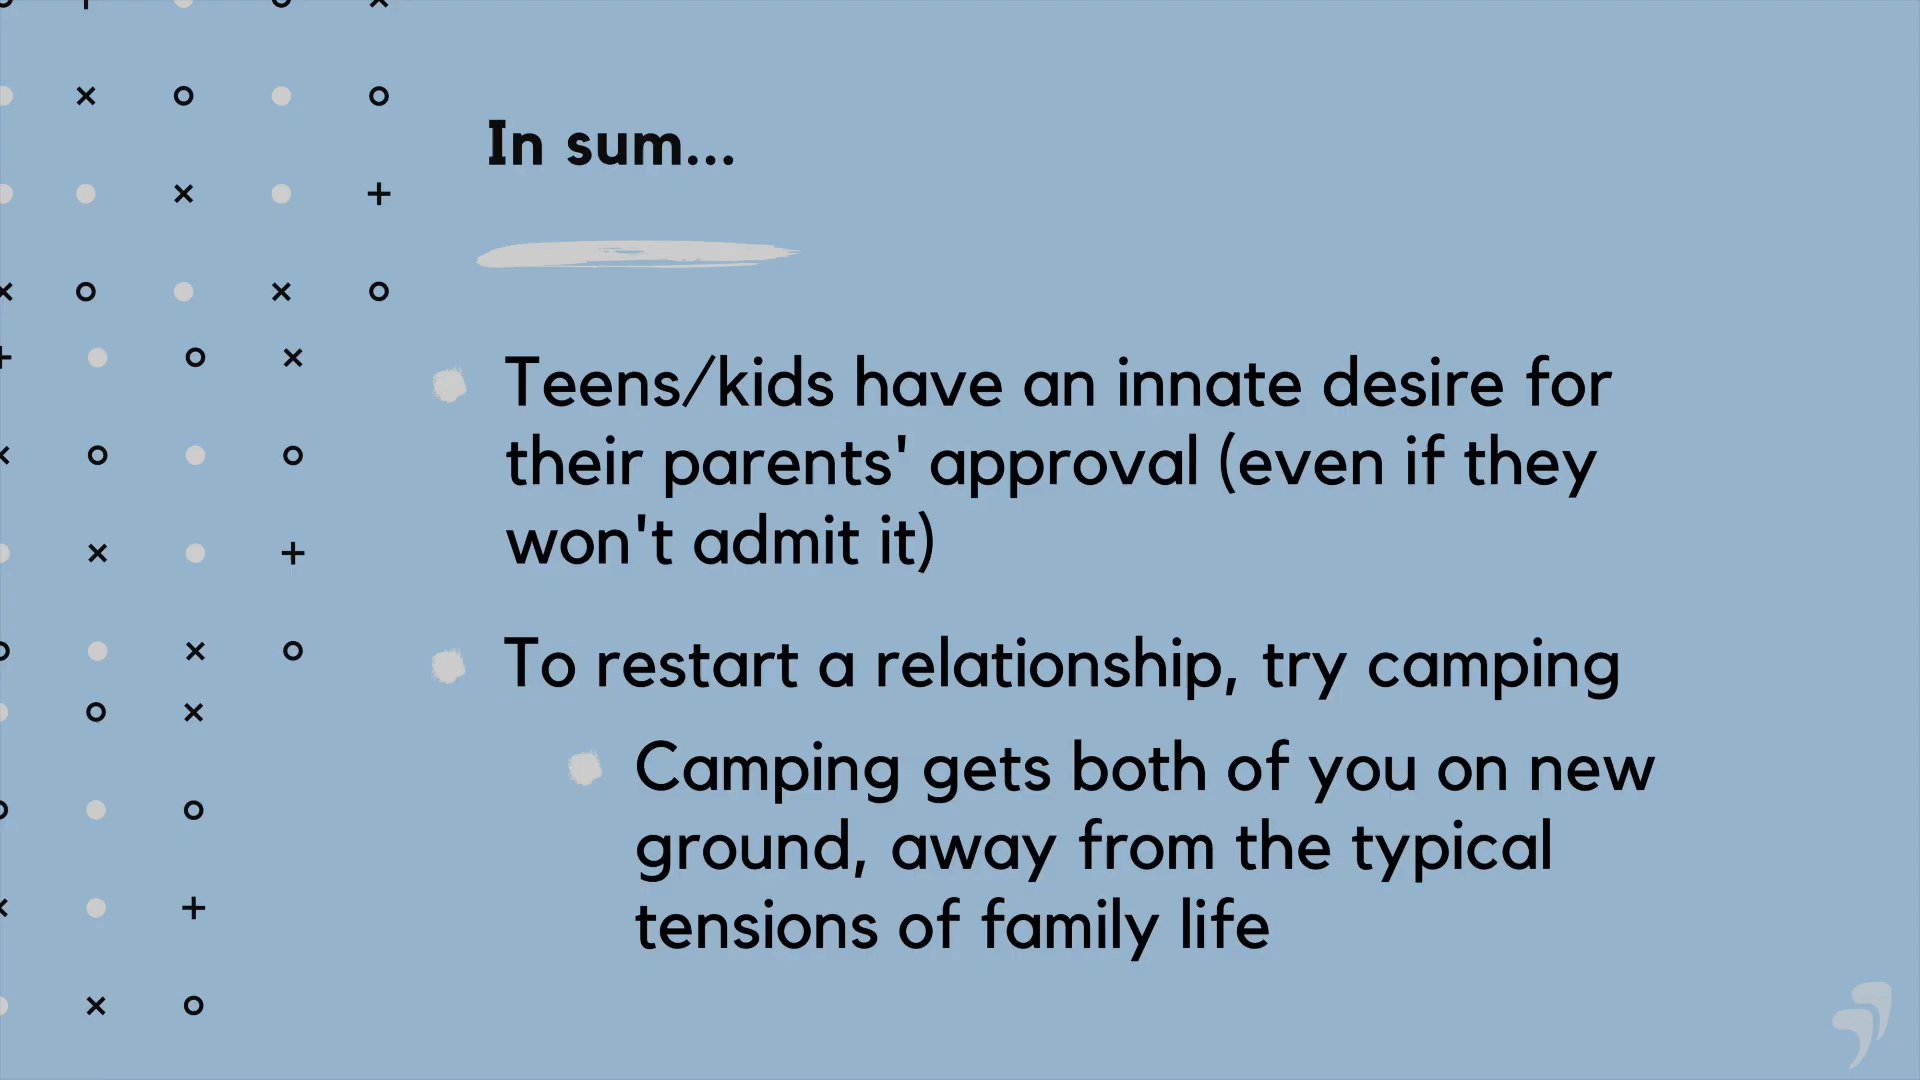 In sum...
Teens/kids have an innate desire for
their parents' approval (even if they
won't admit it)
To restart a relationship, try camping
Camping gets both of you on new
ground, away from the typical
tensions of family life